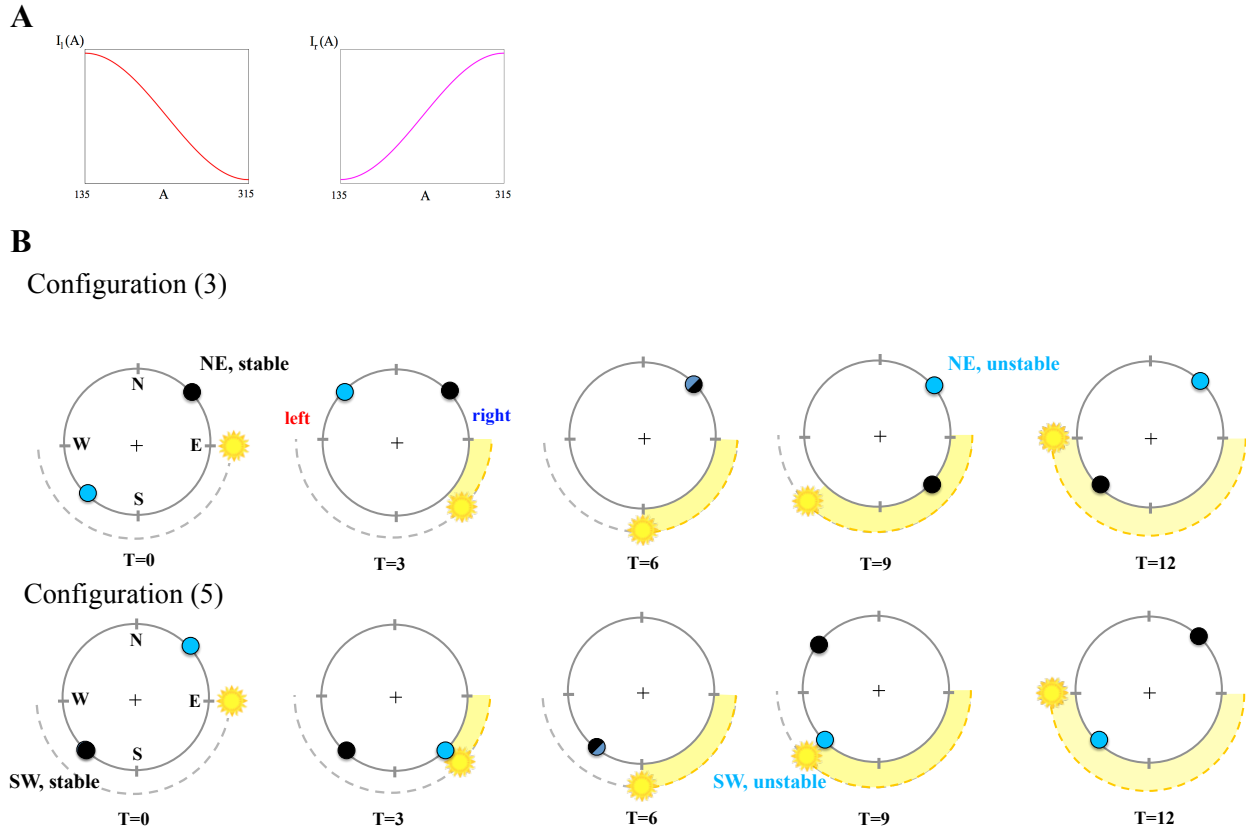 A
I_l(A)
I_r(A)
135 A 315
135 A 315
B
Configuration (3)
NE, stable
NE, unstable
N
left
right
W E
S
T=0 T=3 T=6 T=9 T=12
Configuration (5)
N
W E
S
SW, stable
SW, unstable
T=0 T=3 T=6 T=9 T=12